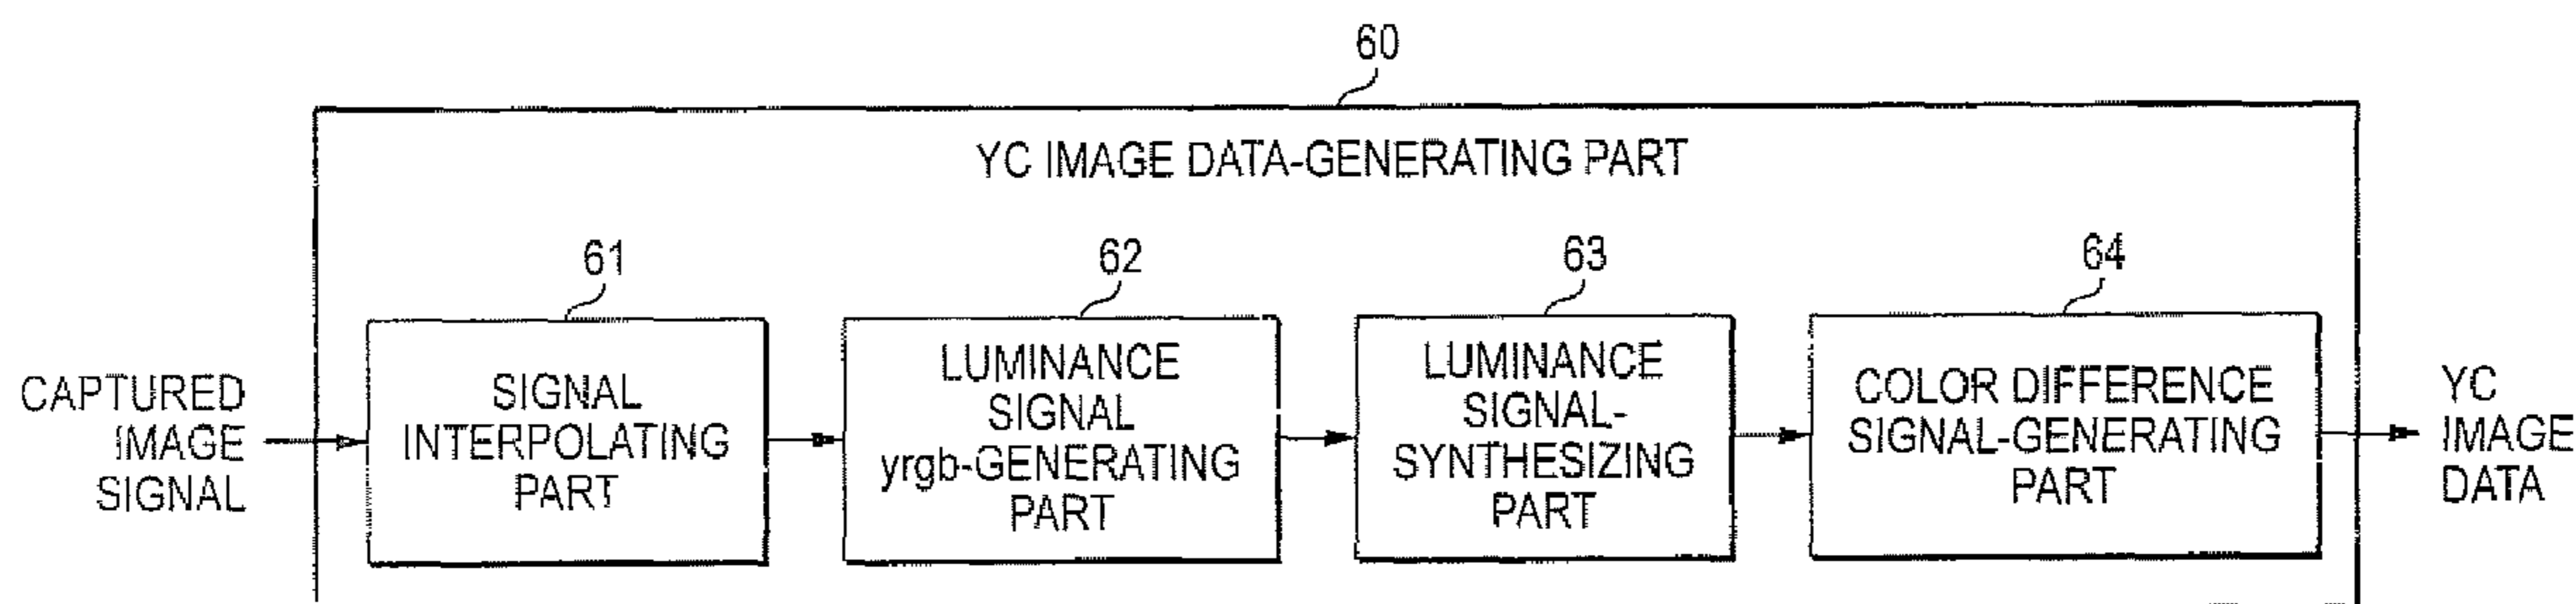 60
YC IMAGE DATA-GENERATING PART
61
62
63
64
CAPTURED
IMAGE
SIGNAL
SIGNAL
INTERPOLATING
PART
LUMINANCE
SIGNAL
yrgb-GENERATING
PART
LUMINANCE
SIGNAL-
SYNTHESIZING
PART
COLOR DIFFERENCE
SIGNAL-GENERATING
PART
YC
IMAGE
DATA